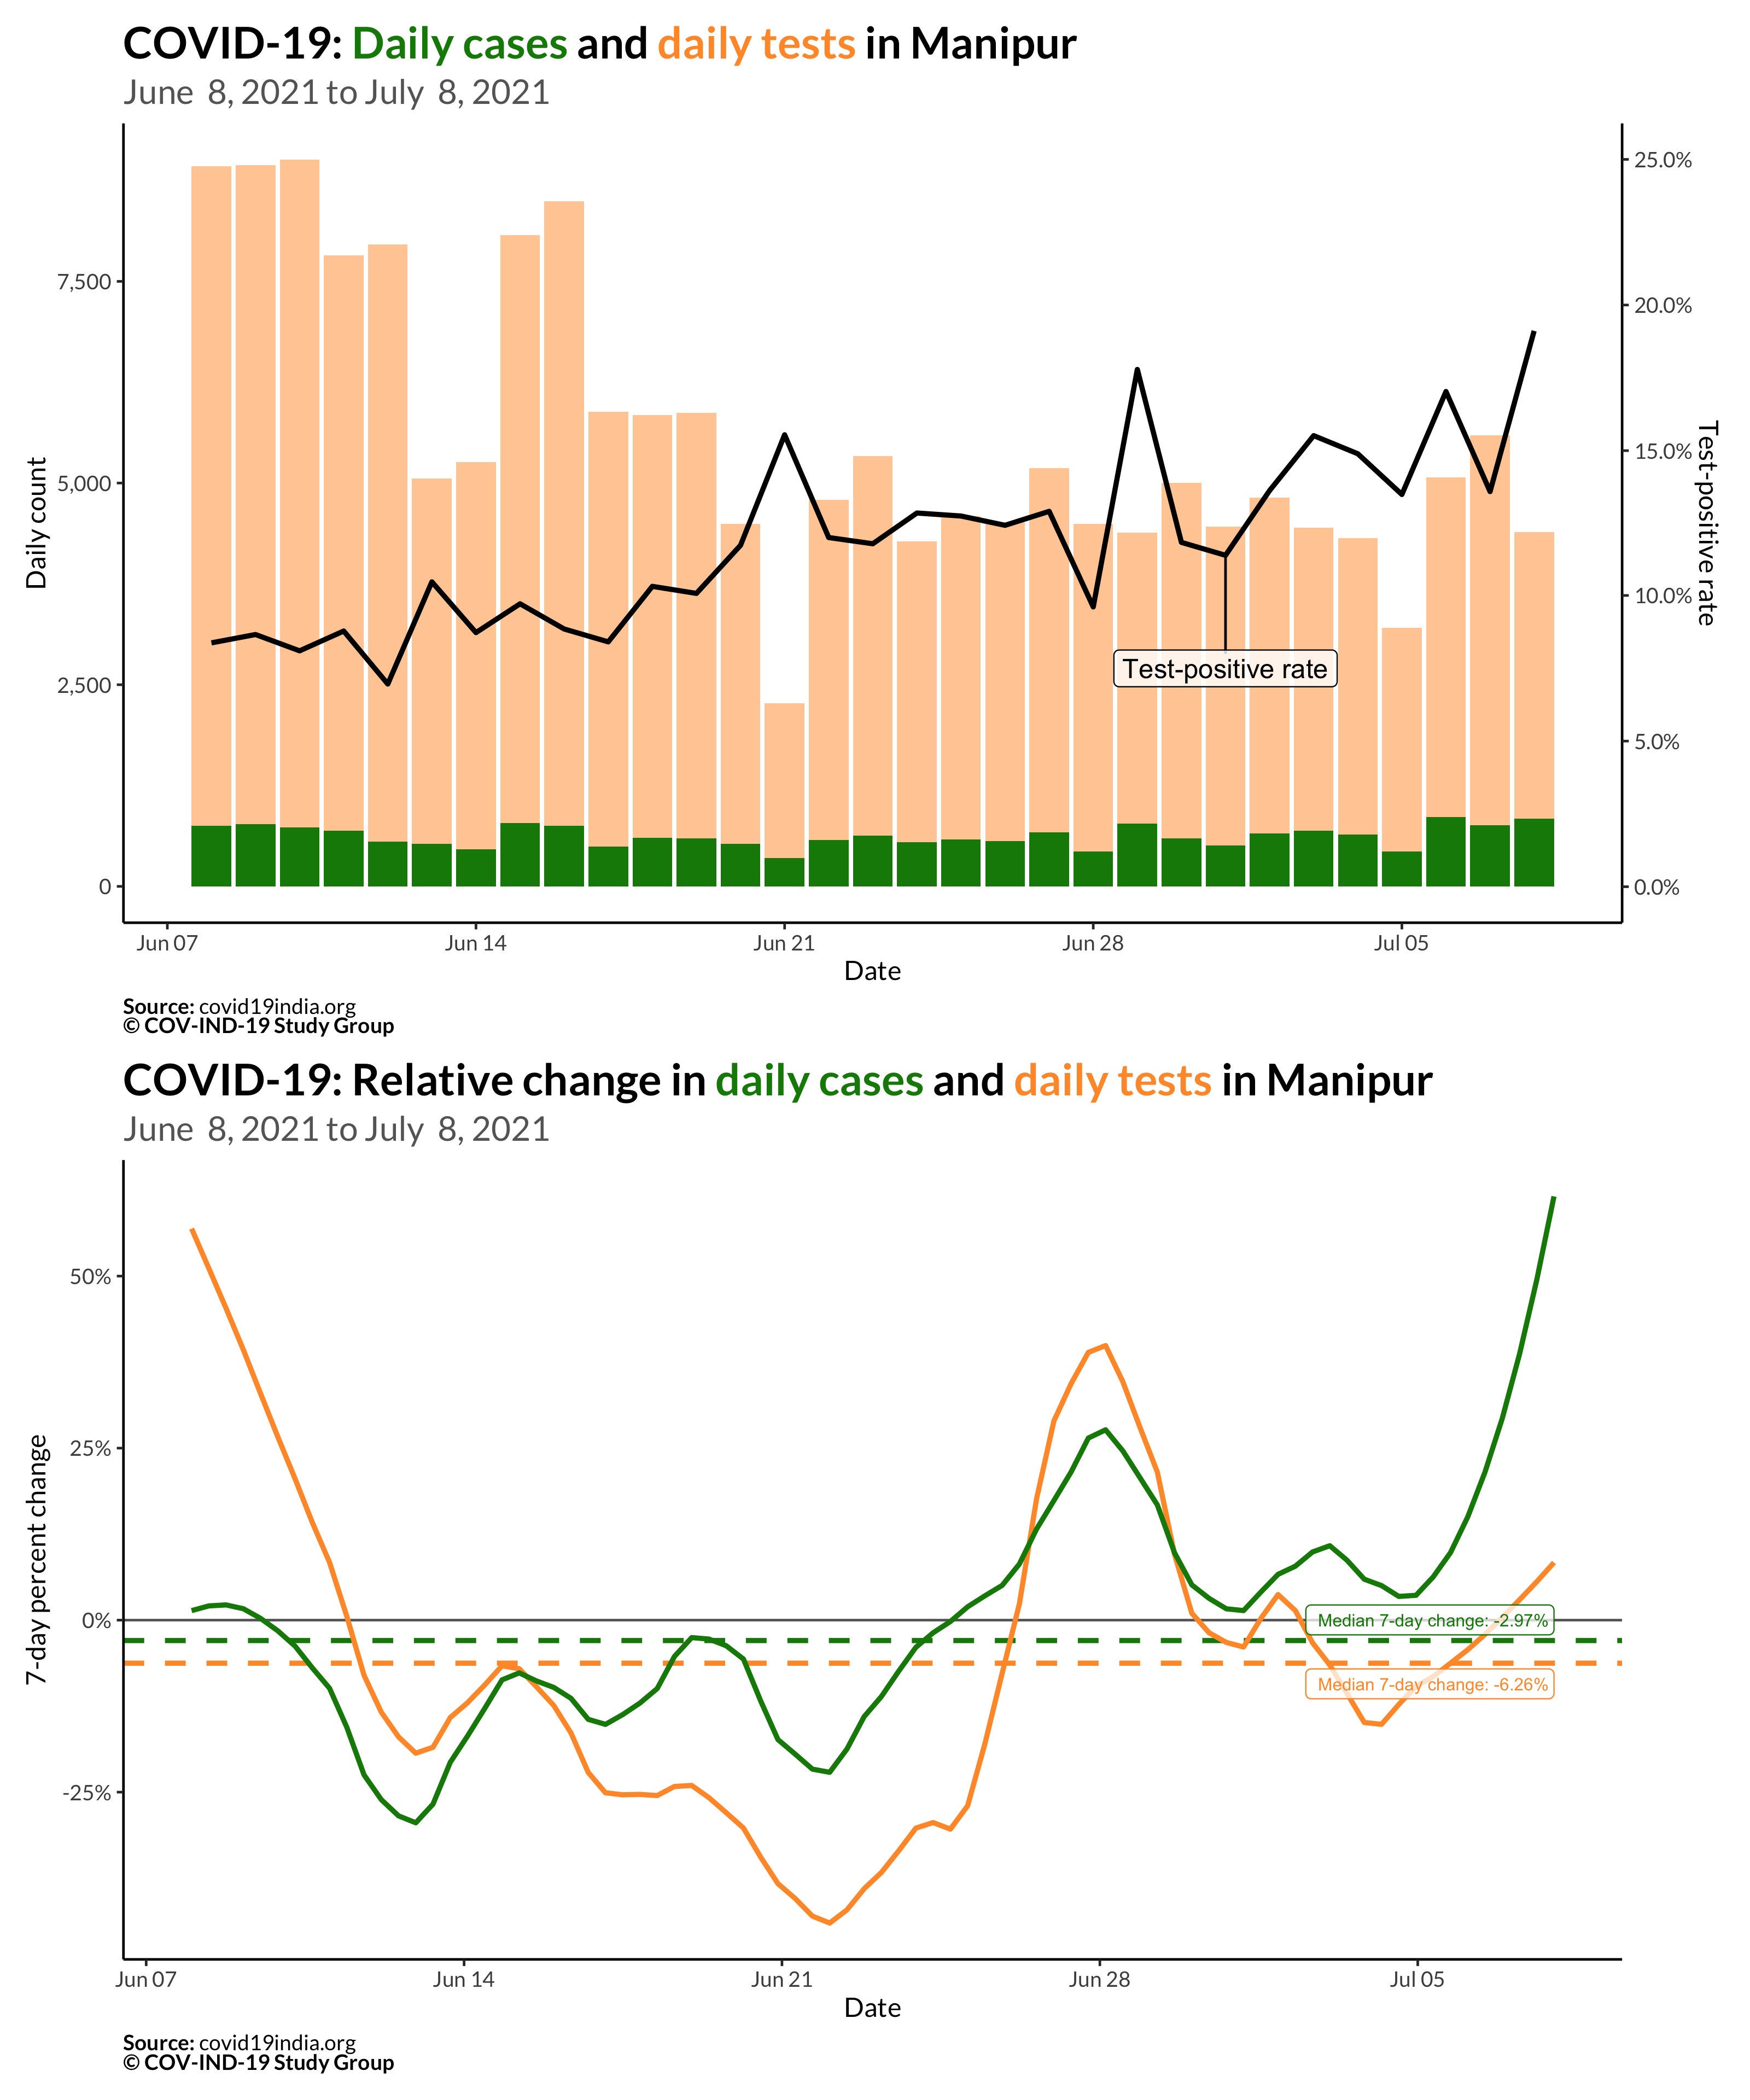 COVID-19: Daily cases and daily tests in Manipur
June 8, 2021 to July 8, 2021
Daily count
7,500
5,000
2,500
0
25.0%
20.0%
15.0%
10.0%
5.0%
0.0%
Test-positive rate
Test-positive rate
Jun 07 Jun 14 Jun 21 Jun 28 Jul 05
Date
Source: covid19india.org
© COV-IND-19 Study Group
COVID-19: Relative change in daily cases and daily tests in Manipur
June 8, 2021 to July 8, 2021
7-day percent change
50%
25%
0%
-25%
Median 7-day change: -2.97%
Median 7-day change: -6.26%
Jun 07 Jun 14 Jun 21 Jun 28 Jul 05
Date
Source: covid19india.org
© COV-IND-19 Study Group